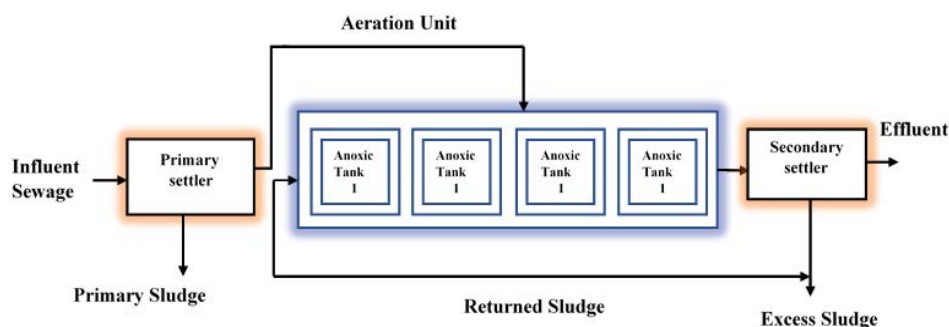 Aeration Unit
Influent
Sewage
Primary
settler
Anoxic
Tank
1
Anoxic
Tank
1
Anoxic
Tank
1
Anoxic
Tank
1
Secondary
settler
Effluent
Primary Sludge
Returned Sludge
Excess Sludge